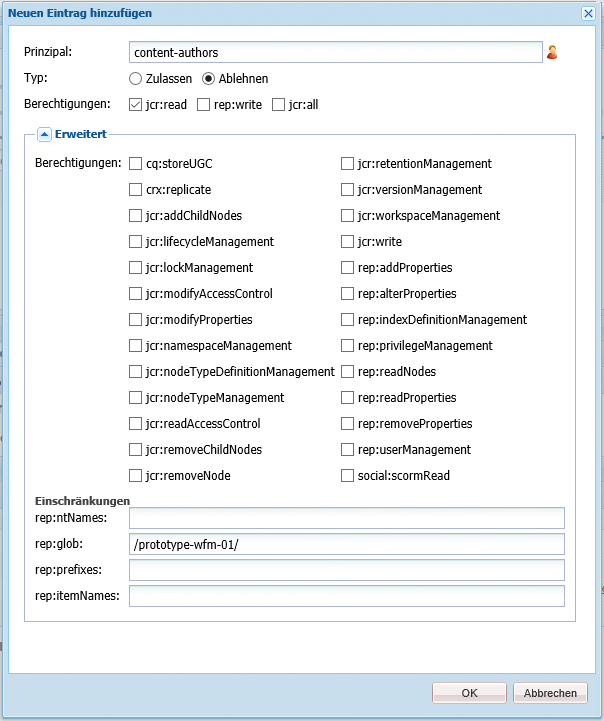 Neuen Eintrag hinzufügen
Prinzipal: content-authors
Typ: Zulassen Ablehnen
Berechtigungen: jcr:read rep:write jcr:all
Erweitert
Berechtigungen: cq:storeUGC jcr:retentionManagement
crx:replicate jcr:versionManagement
jcr:addChildNodes jcr:workspaceManagement
jcr:lifecycleManagement jcr:write
jcr:lockManagement rep:addProperties
jcr:modifyAccessControl rep:alterProperties
jcr:modifyProperties rep:indexDefinitionManagement
jcr:namespaceManagement rep:privilegeManagement
jcr:nodeTypeDefinitionManagement rep:readNodes
jcr:nodeTypeManagement rep:readProperties
jcr:readAccessControl rep:removeProperties
jcr:removeChildNodes rep:userManagement
jcr:removeNode social:scormRead
Einschränkungen
rep:ntNames:
rep:glob: /prototype-wfm-01/
rep:prefixes:
rep:itemNames:
OK Abbrechen